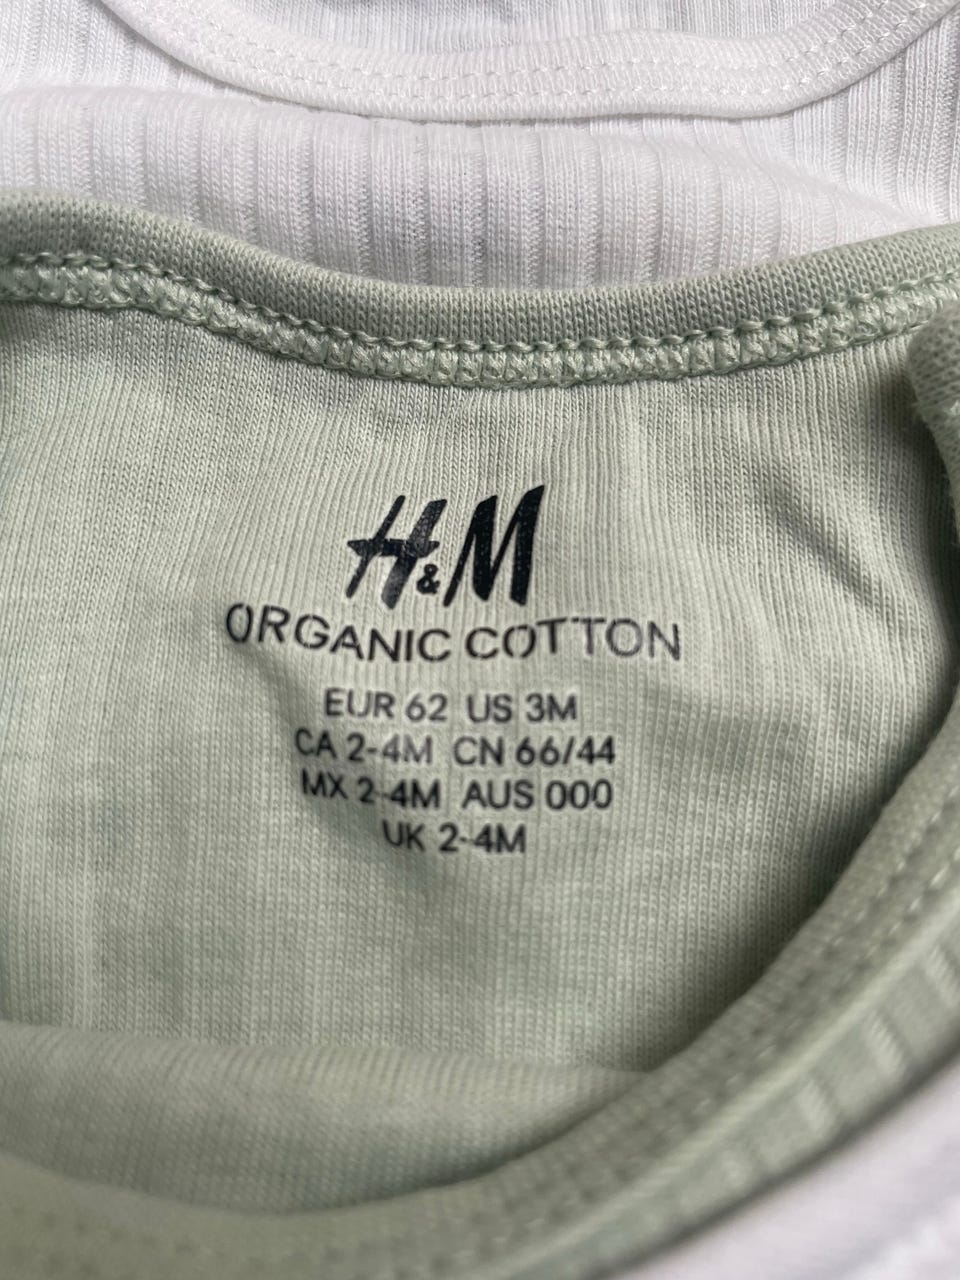 H&M
ORGANIC COTTON
EUR 62 US 3M
CA 2-4M CN 66/44
MX 2-4M AUS 000
UK 2-4M